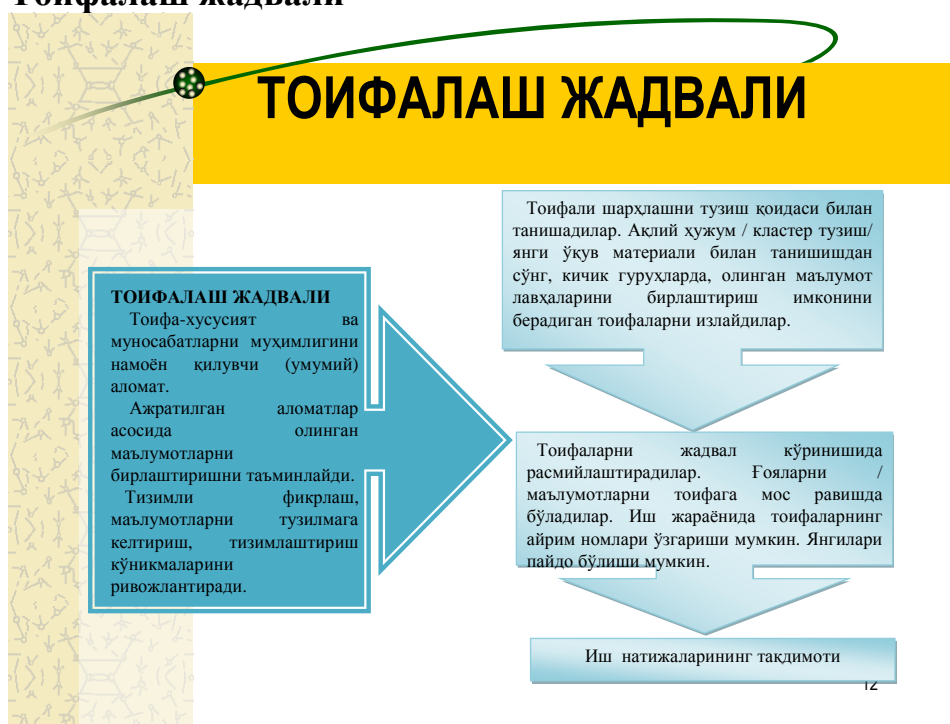 Тоифалаш жадвали
ТОИФАЛАШ ЖАДВАЛИ
ТОИФАЛАШ ЖАДВАЛИ
Тоифа-хусусият ва
муносабатларни муҳимлигини
намоён қилувчи (умумий)
аломат.
Ажратилган аломатлар
асосида олинган
маълумотларни
бирлаштиришни таъминлайди.
Тизимли фикрлаш,
маълумотларни тузилмага
келтириш, тизимлаштириш
кўникмаларини
ривожлантиради.
Тоифали шарҳлашни тузиш қоидаси билан
танишадилар. Ақлий ҳужум / кластер тузиш/
янги ўқув материали билан танишишдан
сўнг, кичик гуруҳларда, олинган маълумот
лавҳаларини бирлаштириш имконини
берадиган тоифаларни излайдилар.
Тоифаларни жадвал кўринишида
расмийлаштирадилар. Ғояларни /
маълумотларни тоифага мос равишда
бўладилар. Иш жараёнида тоифаларнинг
айрим номлари ўзгариши мумкин. Янгилари
пайдо бўлиши мумкин.
Иш натижаларининг тақдимоти
12